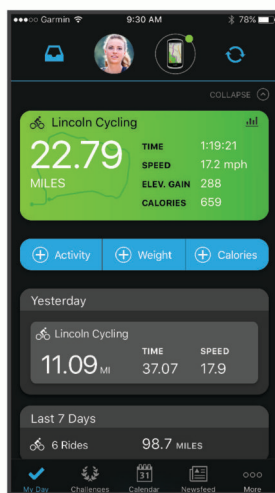 Garmin 9:30 AM 78%
COLLAPSE
Lincoln Cycling
22.79
MILES
TIME 1:19:21
SPEED 17.2 mph
ELEV. GAIN 288
CALORIES 659
Activity Weight Calories
Yesterday
Lincoln Cycling
11.09 MI
TIME SPEED
37.07 17.9
Last 7 Days
6 Rides 98.7 MILES
31
My Day Challenges Calendar Newsfeed More